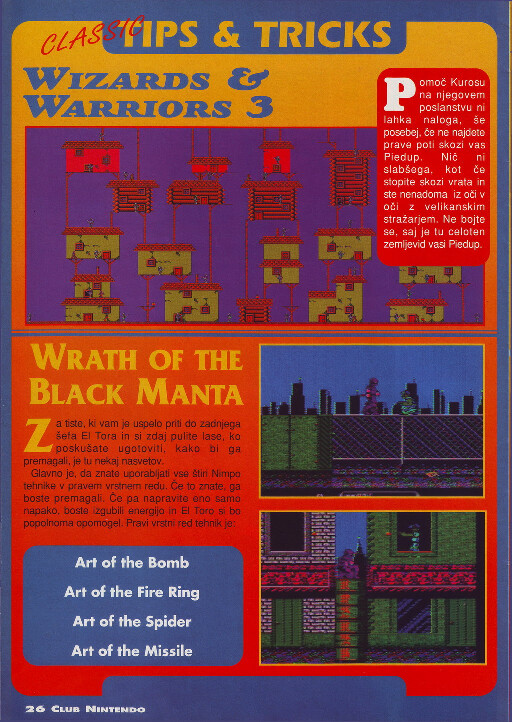 CLASSIC TIPS & TRICKS
WIZARDS &
WARRIORS 3
Pomoč Kurosu
na njegovem
poslanstvu ni
lahka naloga, še
posebej, če ne najdete
prave poti skozi vas
Piedup. Nič ni
slabšega, kot če
stopite skozi vrata in
ste nenadoma iz oči v
oči z velikanskim
stražarjem. Ne bojte
se, saj je tu celoten
zemljevid vasi Piedup.
WRATH OF THE
BLACK MANTA
Za tiste, ki vam je uspelo priti do zadnjega
šefa El Tora in si zdaj pulite lase, ko
poskušate ugotoviti, kako bi ga
premagali, je tu nekaj nasvetov.
Glavno je, da znate uporabljati vse štiri Nimpo
tehnike v pravem vrstnem redu. Če to znate, ga
boste premagali. Če pa napravite eno samo
napako, boste izgubili energijo in El Toro si bo
popolnoma opomogel. Pravi vrstni red tehnik je:
Art of the Bomb
Art of the Fire Ring
Art of the Spider
Art of the Missile
26 CLUB NINTENDO